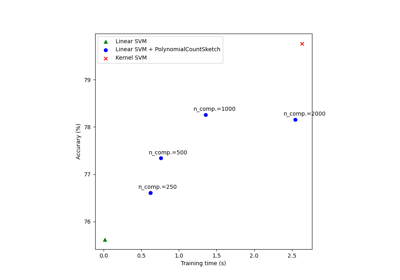 Linear SVM
Linear SVM + PolynomialCountSketch
Kernel SVM
79
78
77
76
Accurary (%)
n_comp.=1000
n_comp.=2000
n_comp.=500
n_comp.=250
0.0
0.5
1.0
1.5
2.0
2.5
Training time (s)